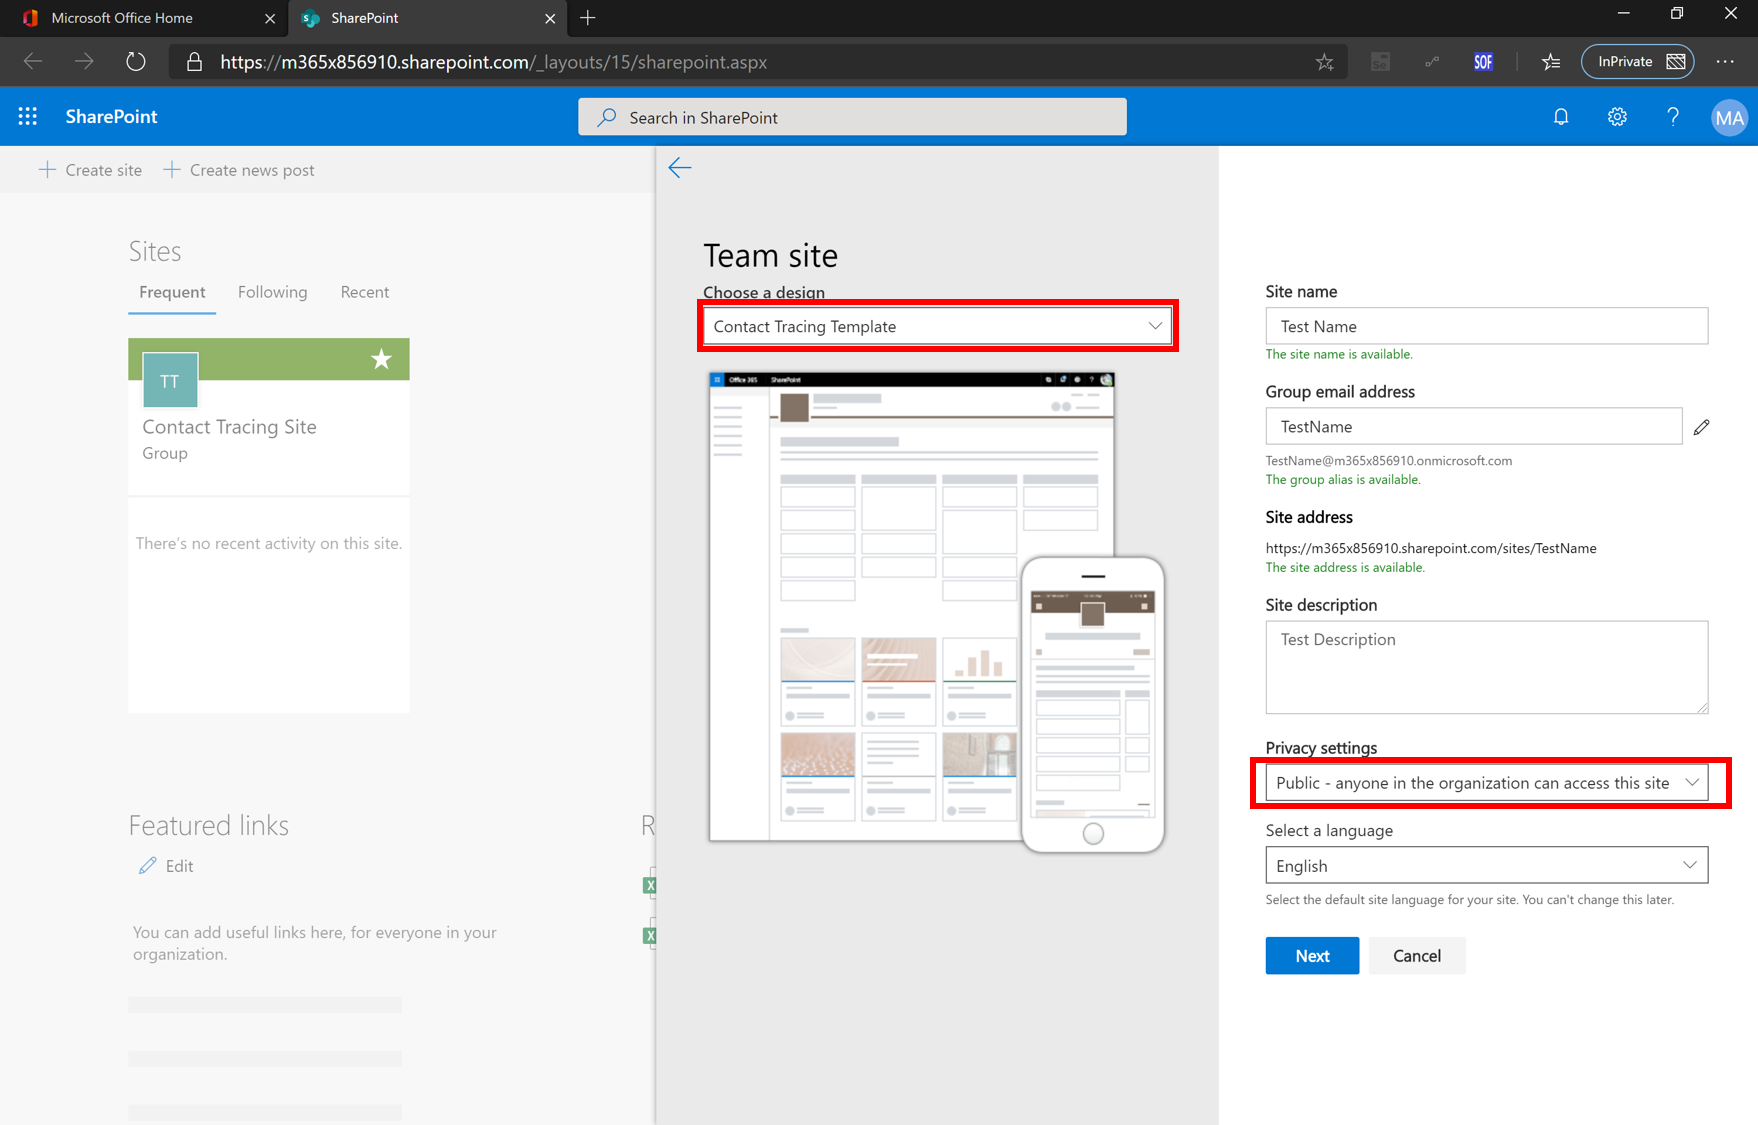 Microsoft Office Home
SharePoint
https://m365x856910.sharepoint.com/_layouts/15/sharepoint.aspx
SOF
InPrivate
SharePoint
Search in SharePoint
MA
Create site
Create news post
Sites
Frequent
Following
Recent
TT
Contact Tracing Site
Group
There's no recent activity on this site.
Featured links
R
Edit
You can add useful links here, for everyone in your
organization.
Team site
Choose a design
Contact Tracing Template
Office 365
SharePoint
Site name
Test Name
The site name is available.
Group email address
TestName
TestName@m365x856910.onmicrosoft.com
The group alias is available.
Site address
https://m365x856910.sharepoint.com/sites/TestName
The site address is available.
Site description
Test Description
Privacy settings
Public - anyone in the organization can access this site
Select a language
English
Select the default site language for your site. You can't change this later.
Next
Cancel